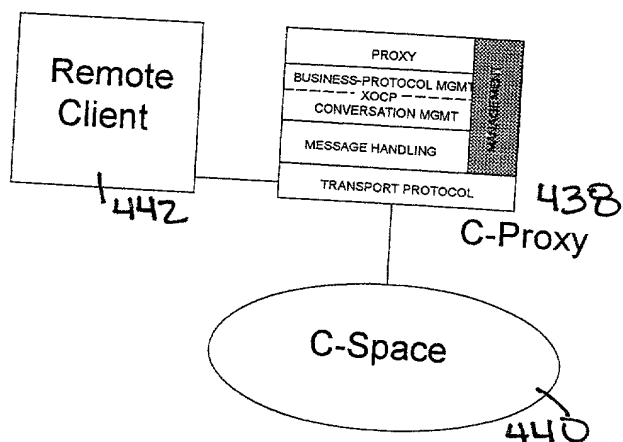 Remote
Client
442
PROXY
BUSINESS-PROTOCOL MGMT
XOCP
CONVERSATION MGMT
MESSAGE HANDLING
TRANSPORT PROTOCOL
MANAGEMENT
438
C-Proxy
C-Space
440